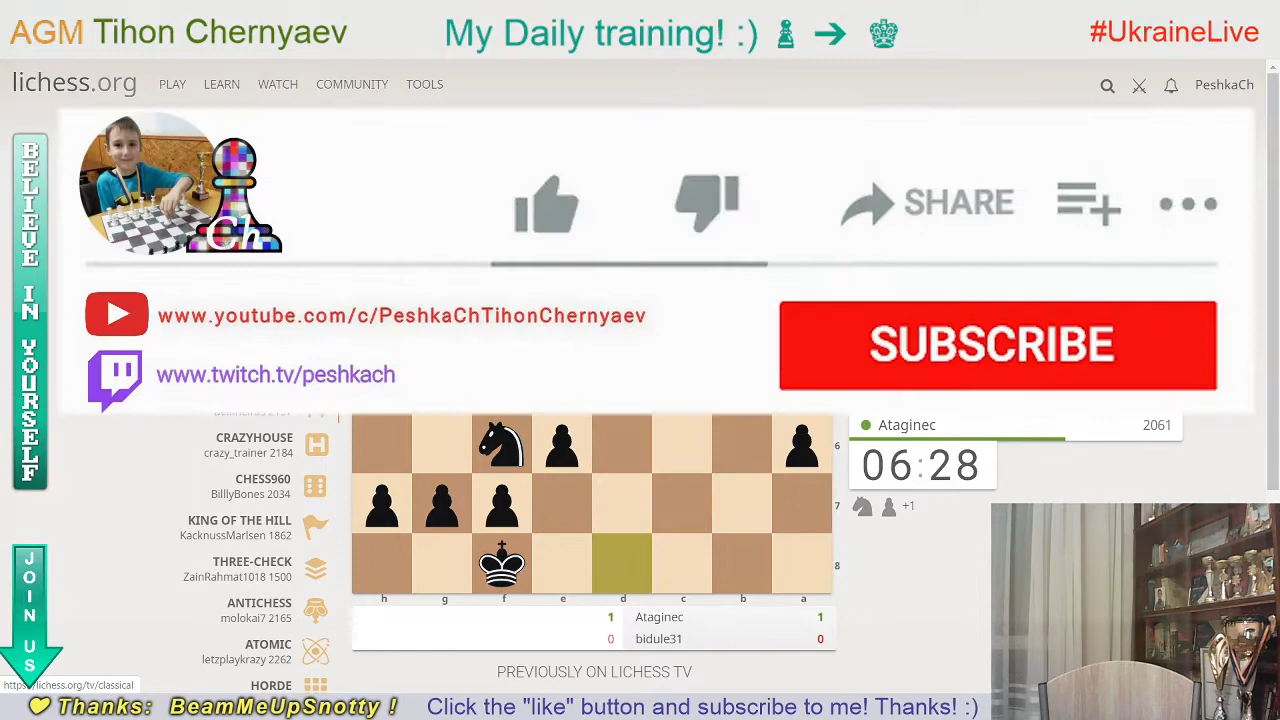 AGM Tihon Chernyaev
My Daily training! :)
#UkraineLive
lichess.org
PLAY LEARN WATCH COMMUNITY TOOLS
PeshkaCh
BELIEVE IN YOURSELF
Ch
SHARE
www.youtube.com/c/PeshkaChTihonChernyaev
SUBSCRIBE
www.twitch.tv/peshkach
CRAZYHOUSE
crazy_trainer 2184
CHESS960
BilllyBones 2034
KING OF THE HILL
KacknussMarlsen 1862
THREE-CHECK
ZainRahmat1018 1500
ANTICHESS
molokai7 2165
ATOMIC
letzplaykrazy 2262
HORDE
6
7
8
h g f e d c b a
Ataginec 2061
06:28
+1
1 Ataginec 1
0 bidule31 0
PREVIOUSLY ON LICHESS TV
JOIN US
https://lichess.org/tv/classical
Thanks: BeamMeUpSnotty !
Click the "like" button and subscribe to me! Thanks! :)